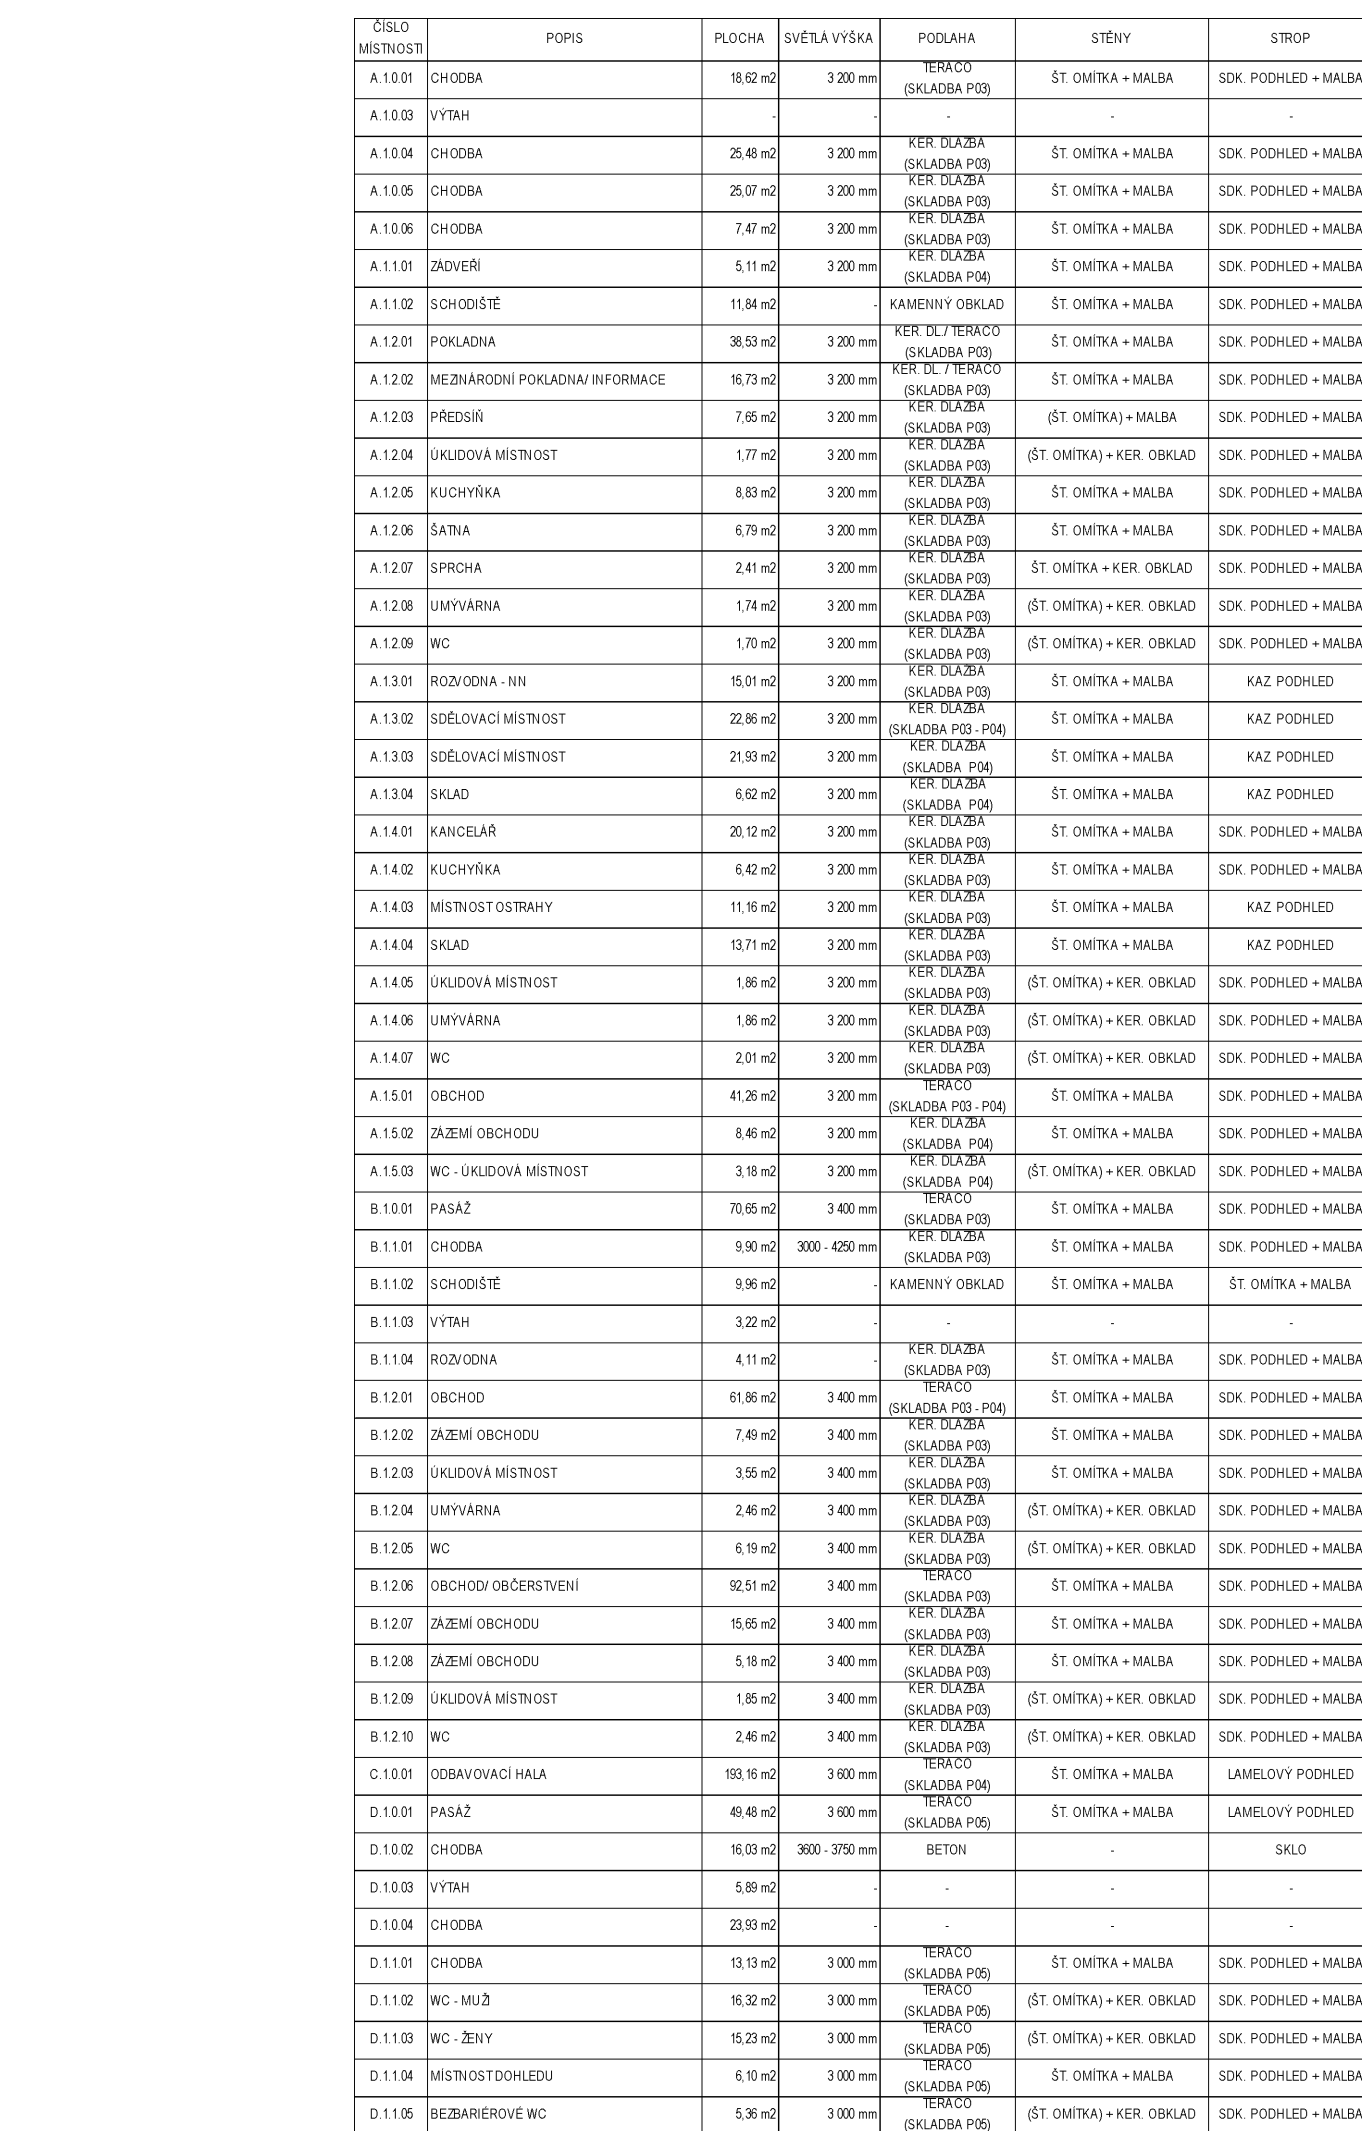 ČÍSLO MÍSTNOSTI POPIS PLOCHA SVĚTLÁ VÝŠKA PODLAHA STĚNY STROP
A.1.0.01 CHODBA 18,62 m2 3 200 mm TERACO (SKLADBA P03) ŠT. OMÍTKA + MALBA SDK. PODHLED + MALBA
A.1.0.03 VÝTAH - - - - -
A.1.0.04 CHODBA 25,48 m2 3 200 mm KER. DLAŽBA (SKLADBA P03) ŠT. OMÍTKA + MALBA SDK. PODHLED + MALBA
A.1.0.05 CHODBA 25,07 m2 3 200 mm KER. DLAŽBA (SKLADBA P03) ŠT. OMÍTKA + MALBA SDK. PODHLED + MALBA
A.1.0.06 CHODBA 7,47 m2 3 200 mm KER. DLAŽBA (SKLADBA P03) ŠT. OMÍTKA + MALBA SDK. PODHLED + MALBA
A.1.1.01 ZÁDVEŘÍ 5,11 m2 3 200 mm KER. DLAŽBA (SKLADBA P04) ŠT. OMÍTKA + MALBA SDK. PODHLED + MALBA
A.1.1.02 SCHODIŠTĚ 11,84 m2 - KAMENNÝ OBKLAD ŠT. OMÍTKA + MALBA SDK. PODHLED + MALBA
A.1.2.01 POKLADNA 38,53 m2 3 200 mm KER. DL./ TERACO (SKLADBA P03) ŠT. OMÍTKA + MALBA SDK. PODHLED + MALBA
A.1.2.02 MEZINÁRODNÍ POKLADNA/ INFORMACE 16,73 m2 3 200 mm KER. DL. / TERACO (SKLADBA P03) ŠT. OMÍTKA + MALBA SDK. PODHLED + MALBA
A.1.2.03 PŘEDSÍŇ 7,65 m2 3 200 mm KER. DLAŽBA (SKLADBA P03) (ŠT. OMÍTKA) + MALBA SDK. PODHLED + MALBA
A.1.2.04 ÚKLIDOVÁ MÍSTNOST 1,77 m2 3 200 mm KER. DLAŽBA (SKLADBA P03) (ŠT. OMÍTKA) + KER. OBKLAD SDK. PODHLED + MALBA
A.1.2.05 KUCHYŇKA 8,83 m2 3 200 mm KER. DLAŽBA (SKLADBA P03) ŠT. OMÍTKA + MALBA SDK. PODHLED + MALBA
A.1.2.06 ŠATNA 6,79 m2 3 200 mm KER. DLAŽBA (SKLADBA P03) ŠT. OMÍTKA + MALBA SDK. PODHLED + MALBA
A.1.2.07 SPRCHA 2,41 m2 3 200 mm KER. DLAŽBA (SKLADBA P03) ŠT. OMÍTKA + KER. OBKLAD SDK. PODHLED + MALBA
A.1.2.08 UMÝVÁRNA 1,74 m2 3 200 mm KER. DLAŽBA (SKLADBA P03) (ŠT. OMÍTKA) + KER. OBKLAD SDK. PODHLED + MALBA
A.1.2.09 WC 1,70 m2 3 200 mm KER. DLAŽBA (SKLADBA P03) (ŠT. OMÍTKA) + KER. OBKLAD SDK. PODHLED + MALBA
A.1.3.01 ROZVODNA - NN 15,01 m2 3 200 mm KER. DLAŽBA (SKLADBA P03) ŠT. OMÍTKA + MALBA KAZ. PODHLED
A.1.3.02 SDĚLOVACÍ MÍSTNOST 22,86 m2 3 200 mm KER. DLAŽBA (SKLADBA P03 - P04) ŠT. OMÍTKA + MALBA KAZ. PODHLED
A.1.3.03 SDĚLOVACÍ MÍSTNOST 21,93 m2 3 200 mm KER. DLAŽBA (SKLADBA P04) ŠT. OMÍTKA + MALBA KAZ. PODHLED
A.1.3.04 SKLAD 6,62 m2 3 200 mm KER. DLAŽBA (SKLADBA P04) ŠT. OMÍTKA + MALBA KAZ. PODHLED
A.1.4.01 KANCELÁŘ 20,12 m2 3 200 mm KER. DLAŽBA (SKLADBA P03) ŠT. OMÍTKA + MALBA SDK. PODHLED + MALBA
A.1.4.02 KUCHYŇKA 6,42 m2 3 200 mm KER. DLAŽBA (SKLADBA P03) ŠT. OMÍTKA + MALBA SDK. PODHLED + MALBA
A.1.4.03 MÍSTNOST OSTRAHY 11,16 m2 3 200 mm KER. DLAŽBA (SKLADBA P03) ŠT. OMÍTKA + MALBA KAZ. PODHLED
A.1.4.04 SKLAD 13,71 m2 3 200 mm KER. DLAŽBA (SKLADBA P03) ŠT. OMÍTKA + MALBA KAZ. PODHLED
A.1.4.05 ÚKLIDOVÁ MÍSTNOST 1,86 m2 3 200 mm KER. DLAŽBA (SKLADBA P03) (ŠT. OMÍTKA) + KER. OBKLAD SDK. PODHLED + MALBA
A.1.4.06 UMÝVÁRNA 1,86 m2 3 200 mm KER. DLAŽBA (SKLADBA P03) (ŠT. OMÍTKA) + KER. OBKLAD SDK. PODHLED + MALBA
A.1.4.07 WC 2,01 m2 3 200 mm KER. DLAŽBA (SKLADBA P03) (ŠT. OMÍTKA) + KER. OBKLAD SDK. PODHLED + MALBA
A.1.5.01 OBCHOD 41,26 m2 3 200 mm TERACO (SKLADBA P03 - P04) ŠT. OMÍTKA + MALBA SDK. PODHLED + MALBA
A.1.5.02 ZÁZEMÍ OBCHODU 8,46 m2 3 200 mm KER. DLAŽBA (SKLADBA P04) ŠT. OMÍTKA + MALBA SDK. PODHLED + MALBA
A.1.5.03 WC - ÚKLIDOVÁ MÍSTNOST 3,18 m2 3 200 mm KER. DLAŽBA (SKLADBA P04) (ŠT. OMÍTKA) + KER. OBKLAD SDK. PODHLED + MALBA
B.1.0.01 PASÁŽ 70,65 m2 3 400 mm TERACO (SKLADBA P03) ŠT. OMÍTKA + MALBA SDK. PODHLED + MALBA
B.1.1.01 CHODBA 9,90 m2 3000 - 4250 mm KER. DLAŽBA (SKLADBA P03) ŠT. OMÍTKA + MALBA SDK. PODHLED + MALBA
B.1.1.02 SCHODIŠTĚ 9,96 m2 - KAMENNÝ OBKLAD ŠT. OMÍTKA + MALBA ŠT. OMÍTKA + MALBA
B.1.1.03 VÝTAH 3,22 m2 - - - -
B.1.1.04 ROZVODNA 4,11 m2 - KER. DLAŽBA (SKLADBA P03) ŠT. OMÍTKA + MALBA SDK. PODHLED + MALBA
B.1.2.01 OBCHOD 61,86 m2 3 400 mm TERACO (SKLADBA P03 - P04) ŠT. OMÍTKA + MALBA SDK. PODHLED + MALBA
B.1.2.02 ZÁZEMÍ OBCHODU 7,49 m2 3 400 mm KER. DLAŽBA (SKLADBA P03) ŠT. OMÍTKA + MALBA SDK. PODHLED + MALBA
B.1.2.03 ÚKLIDOVÁ MÍSTNOST 3,55 m2 3 400 mm KER. DLAŽBA (SKLADBA P03) ŠT. OMÍTKA + MALBA SDK. PODHLED + MALBA
B.1.2.04 UMÝVÁRNA 2,46 m2 3 400 mm KER. DLAŽBA (SKLADBA P03) (ŠT. OMÍTKA) + KER. OBKLAD SDK. PODHLED + MALBA
B.1.2.05 WC 6,19 m2 3 400 mm KER. DLAŽBA (SKLADBA P03) (ŠT. OMÍTKA) + KER. OBKLAD SDK. PODHLED + MALBA
B.1.2.06 OBCHOD/ OBČERSTVENÍ 92,51 m2 3 400 mm TERACO (SKLADBA P03) ŠT. OMÍTKA + MALBA SDK. PODHLED + MALBA
B.1.2.07 ZÁZEMÍ OBCHODU 15,65 m2 3 400 mm KER. DLAŽBA (SKLADBA P03) ŠT. OMÍTKA + MALBA SDK. PODHLED + MALBA
B.1.2.08 ZÁZEMÍ OBCHODU 5,18 m2 3 400 mm KER. DLAŽBA (SKLADBA P03) ŠT. OMÍTKA + MALBA SDK. PODHLED + MALBA
B.1.2.09 ÚKLIDOVÁ MÍSTNOST 1,85 m2 3 400 mm KER. DLAŽBA (SKLADBA P03) (ŠT. OMÍTKA) + KER. OBKLAD SDK. PODHLED + MALBA
B.1.2.10 WC 2,46 m2 3 400 mm KER. DLAŽBA (SKLADBA P03) (ŠT. OMÍTKA) + KER. OBKLAD SDK. PODHLED + MALBA
C.1.0.01 ODBAVOVACÍ HALA 193,16 m2 3 600 mm TERACO (SKLADBA P04) ŠT. OMÍTKA + MALBA LAMELOVÝ PODHLED
D.1.0.01 PASÁŽ 49,48 m2 3 600 mm TERACO (SKLADBA P05) ŠT. OMÍTKA + MALBA LAMELOVÝ PODHLED
D.1.0.02 CHODBA 16,03 m2 3600 - 3750 mm BETON - SKLO
D.1.0.03 VÝTAH 5,89 m2 - - - -
D.1.0.04 CHODBA 23,93 m2 - - - -
D.1.1.01 CHODBA 13,13 m2 3 000 mm TERACO (SKLADBA P05) ŠT. OMÍTKA + MALBA SDK. PODHLED + MALBA
D.1.1.02 WC - MUŽI 16,32 m2 3 000 mm TERACO (SKLADBA P05) (ŠT. OMÍTKA) + KER. OBKLAD SDK. PODHLED + MALBA
D.1.1.03 WC - ŽENY 15,23 m2 3 000 mm TERACO (SKLADBA P05) (ŠT. OMÍTKA) + KER. OBKLAD SDK. PODHLED + MALBA
D.1.1.04 MÍSTNOST DOHLEDU 6,10 m2 3 000 mm TERACO (SKLADBA P05) ŠT. OMÍTKA + MALBA SDK. PODHLED + MALBA
D.1.1.05 BEZBARIÉROVÉ WC 5,36 m2 3 000 mm TERACO (SKLADBA P05) (ŠT. OMÍTKA) + KER. OBKLAD SDK. PODHLED + MALBA